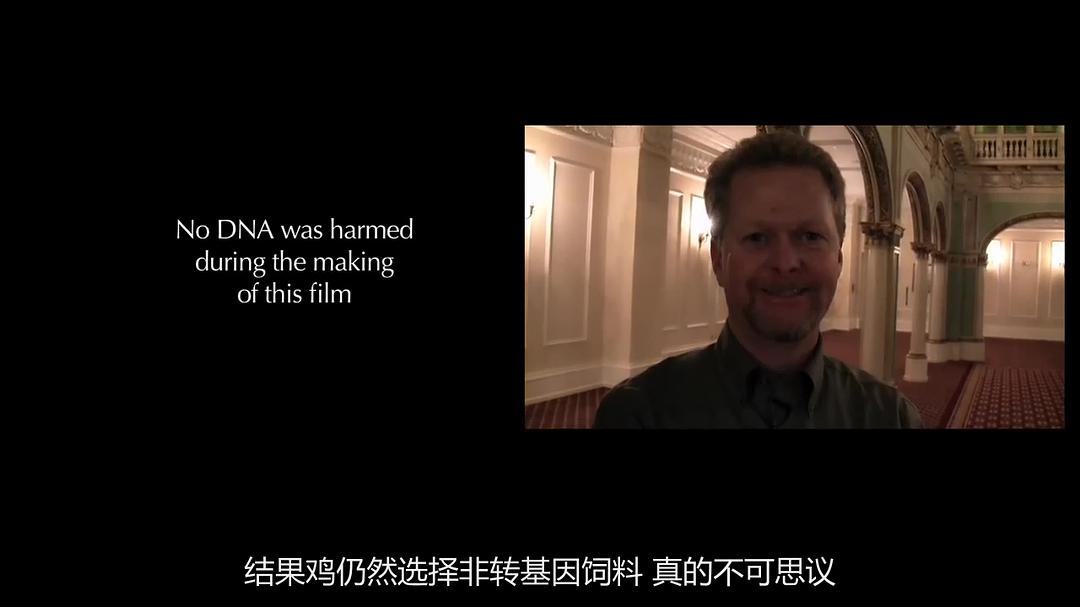 No DNA was harmed
during the making
of this film
结果鸡仍然选择非转基因饲料 真的不可思议